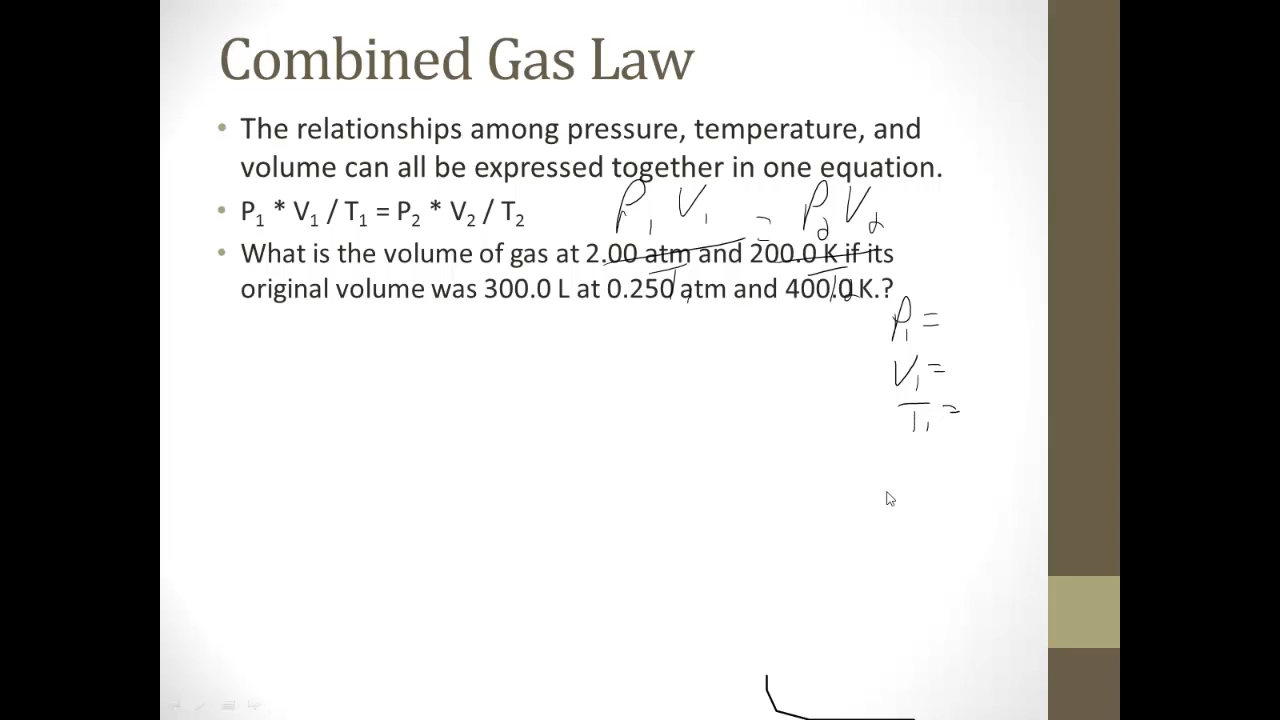 Combined Gas Law
• The relationships among pressure, temperature, and
volume can all be expressed together in one equation.
• P₁ * V₁ / T₁ = P₂ * V₂ / T₂
P₁ V₁ = P₂ V₂
• What is the volume of gas at 2.00 atm and 200.0 K if its
T₁ T₂
original volume was 300.0 L at 0.250 atm and 400.0 K.?
P₁ =
V₁ =
T₁ =